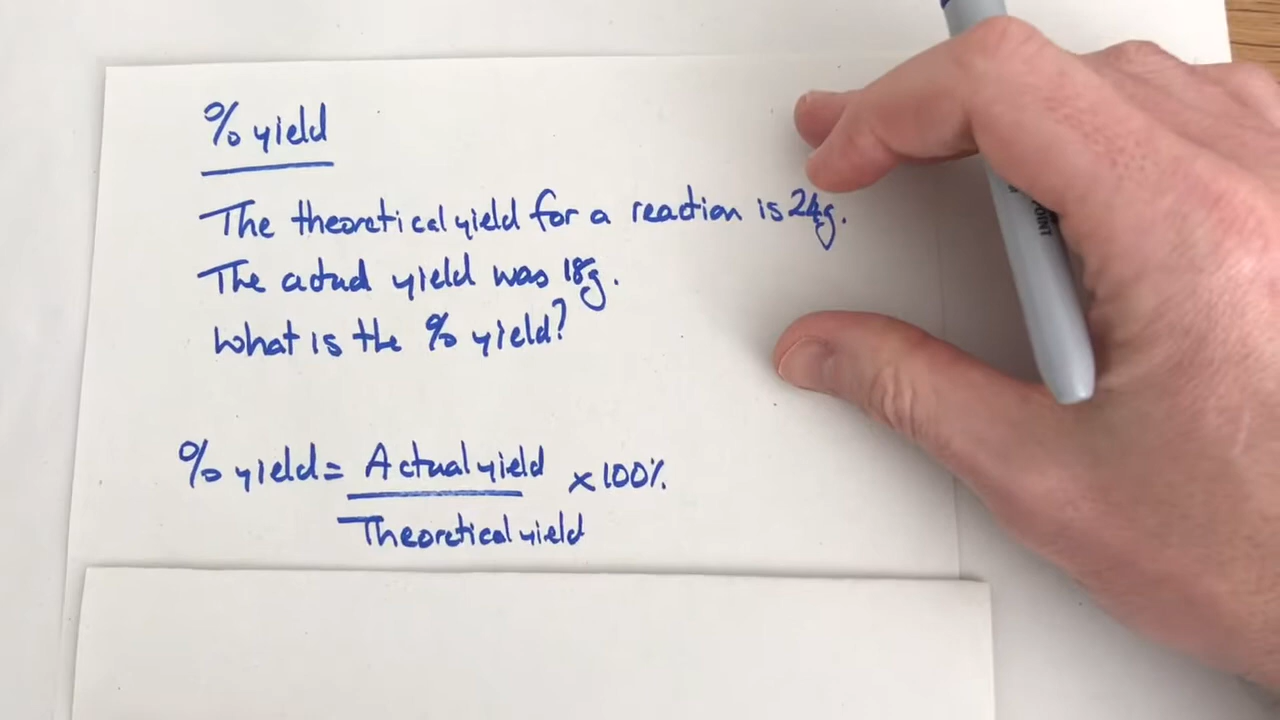 % yield
The theoretical yield for a reaction is 24g.
The actual yield was 18g.
What is the % yield?
% yield = Actual yield x 100%
Theoretical yield
POINT